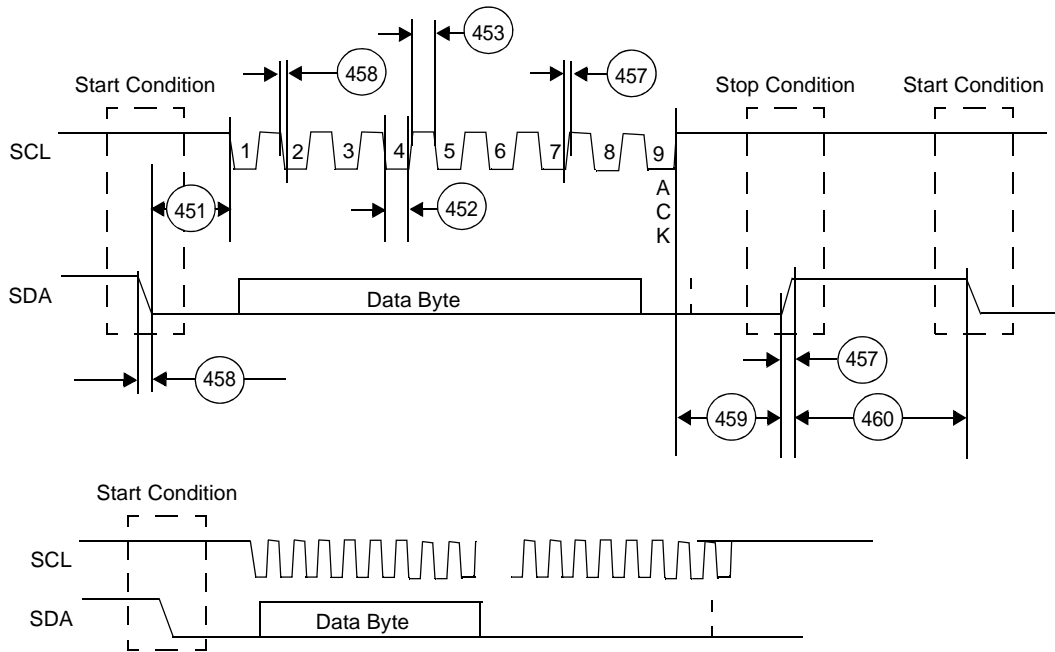 453
458
457
Start Condition
Stop Condition
Start Condition
SCL
1 2 3 4 5 6 7 8 9
A
C
K
451
452
SDA
Data Byte
458
457
459
460
Start Condition
SCL
SDA
Data Byte